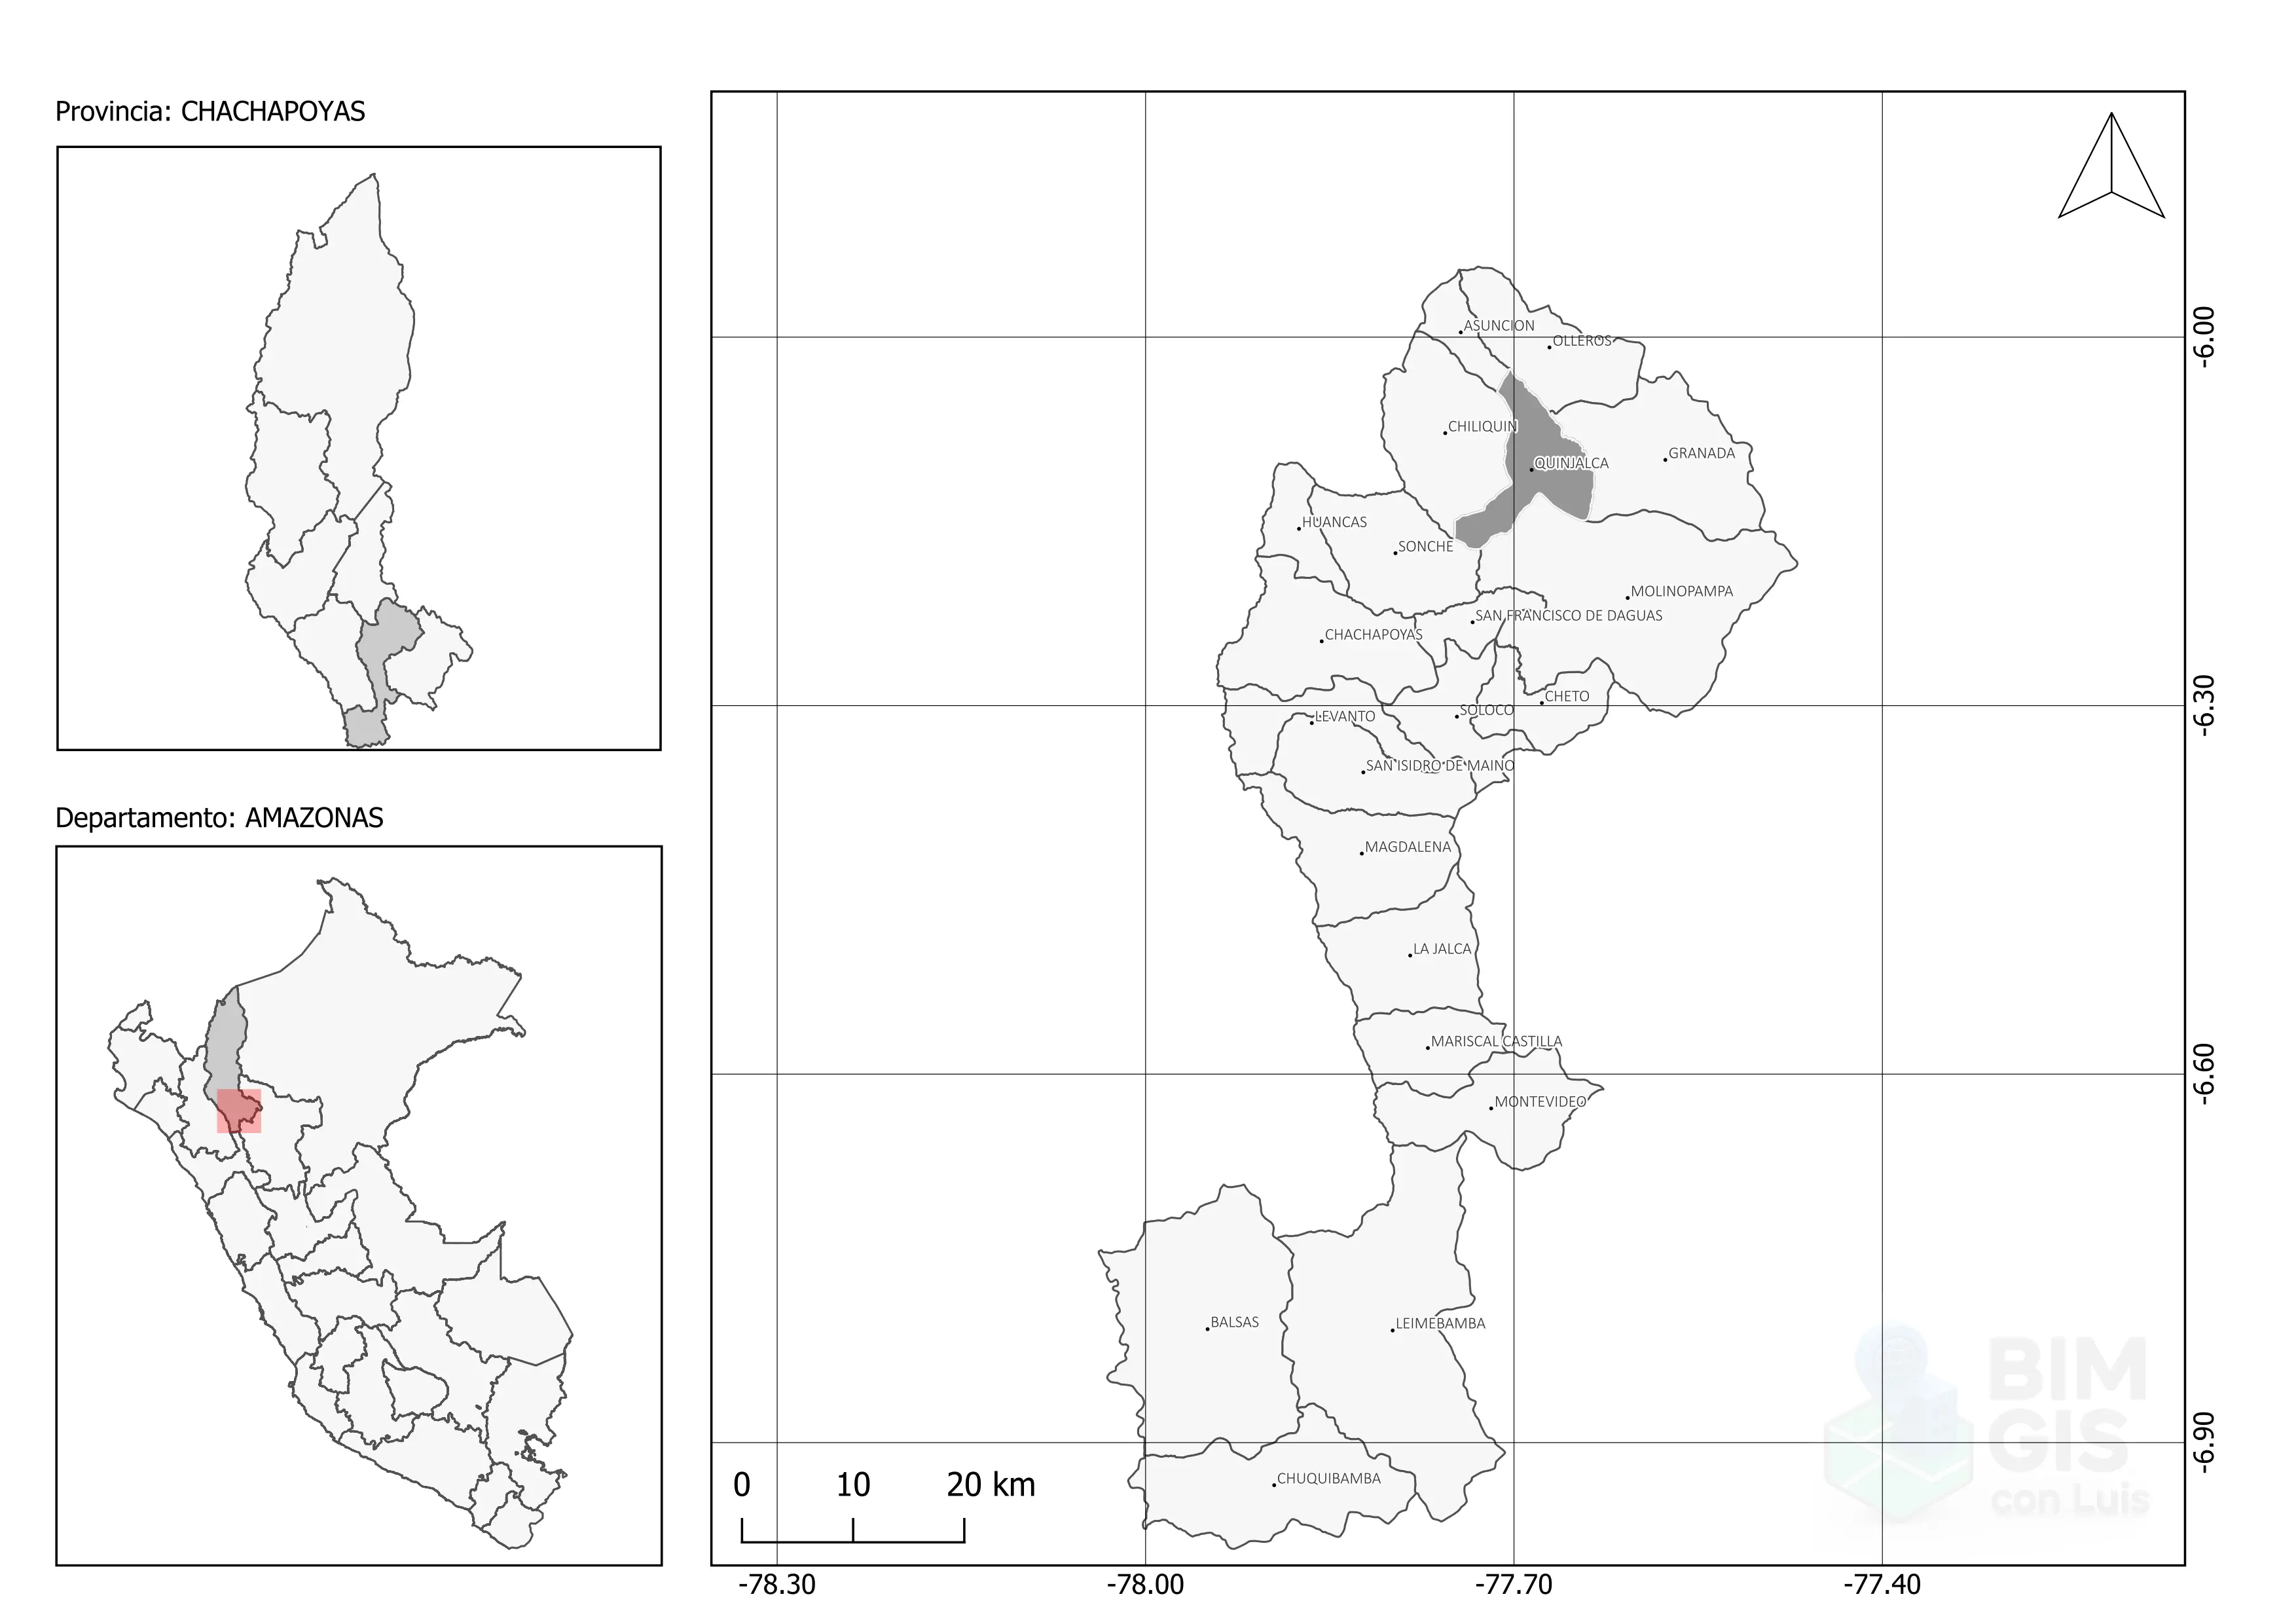 Provincia: CHACHAPOYAS
Departamento: AMAZONAS
ASUNCION
OLLEROS
CHILIQUIN
GRANADA
QUINJALCA
HUANCAS
SONCHE
MOLINOPAMPA
SAN FRANCISCO DE DAGUAS
CHACHAPOYAS
CHETO
SOLOCO
LEVANTO
SAN ISIDRO DE MAINO
MAGDALENA
LA JALCA
MARISCAL CASTILLA
MONTEVIDEO
BALSAS
LEIMEBAMBA
CHUQUIBAMBA
0 10 20 km
BIM
GIS
con Luis
-6.00
-6.30
-6.60
-6.90
-78.30 -78.00 -77.70 -77.40